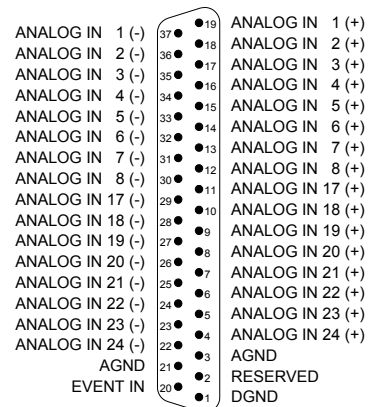 19 ANALOG IN 1 (+)
ANALOG IN 1 (-) 37
18 ANALOG IN 2 (+)
ANALOG IN 2 (-) 36
17 ANALOG IN 3 (+)
ANALOG IN 3 (-) 35
16 ANALOG IN 4 (+)
ANALOG IN 4 (-) 34
15 ANALOG IN 5 (+)
ANALOG IN 5 (-) 33
14 ANALOG IN 6 (+)
ANALOG IN 6 (-) 32
13 ANALOG IN 7 (+)
ANALOG IN 7 (-) 31
12 ANALOG IN 8 (+)
ANALOG IN 8 (-) 30
11 ANALOG IN 17 (+)
ANALOG IN 17 (-) 29
10 ANALOG IN 18 (+)
ANALOG IN 18 (-) 28
9 ANALOG IN 19 (+)
ANALOG IN 19 (-) 27
8 ANALOG IN 20 (+)
ANALOG IN 20 (-) 26
7 ANALOG IN 21 (+)
ANALOG IN 21 (-) 25
6 ANALOG IN 22 (+)
ANALOG IN 22 (-) 24
5 ANALOG IN 23 (+)
ANALOG IN 23 (-) 23
4 ANALOG IN 24 (+)
ANALOG IN 24 (-) 22
3 AGND
AGND 21
2 RESERVED
EVENT IN 20
1 DGND